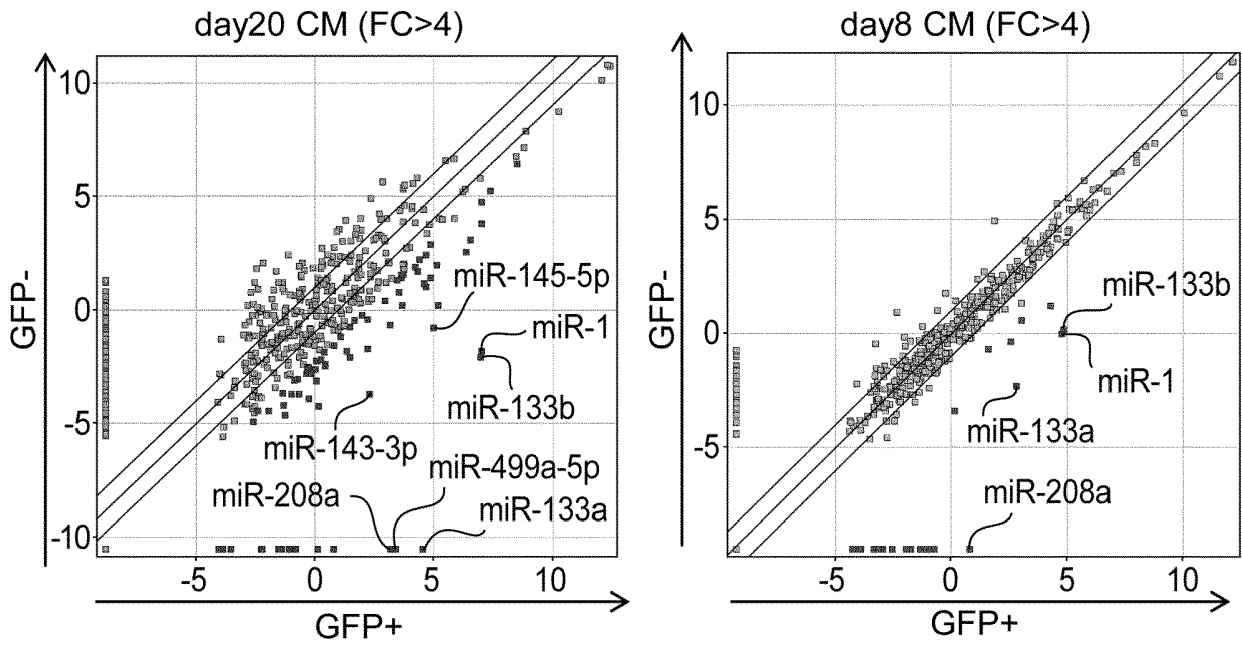 day20 CM (FC>4)
GFP-
10
5
0
-5
-10
miR-145-5p
miR-1
miR-133b
miR-143-3p
miR-499a-5p
miR-208a
miR-133a
-5
0
5
10
GFP+
day8 CM (FC>4)
GFP-
10
5
0
-5
miR-133b
miR-1
miR-133a
miR-208a
-5
0
5
10
GFP+